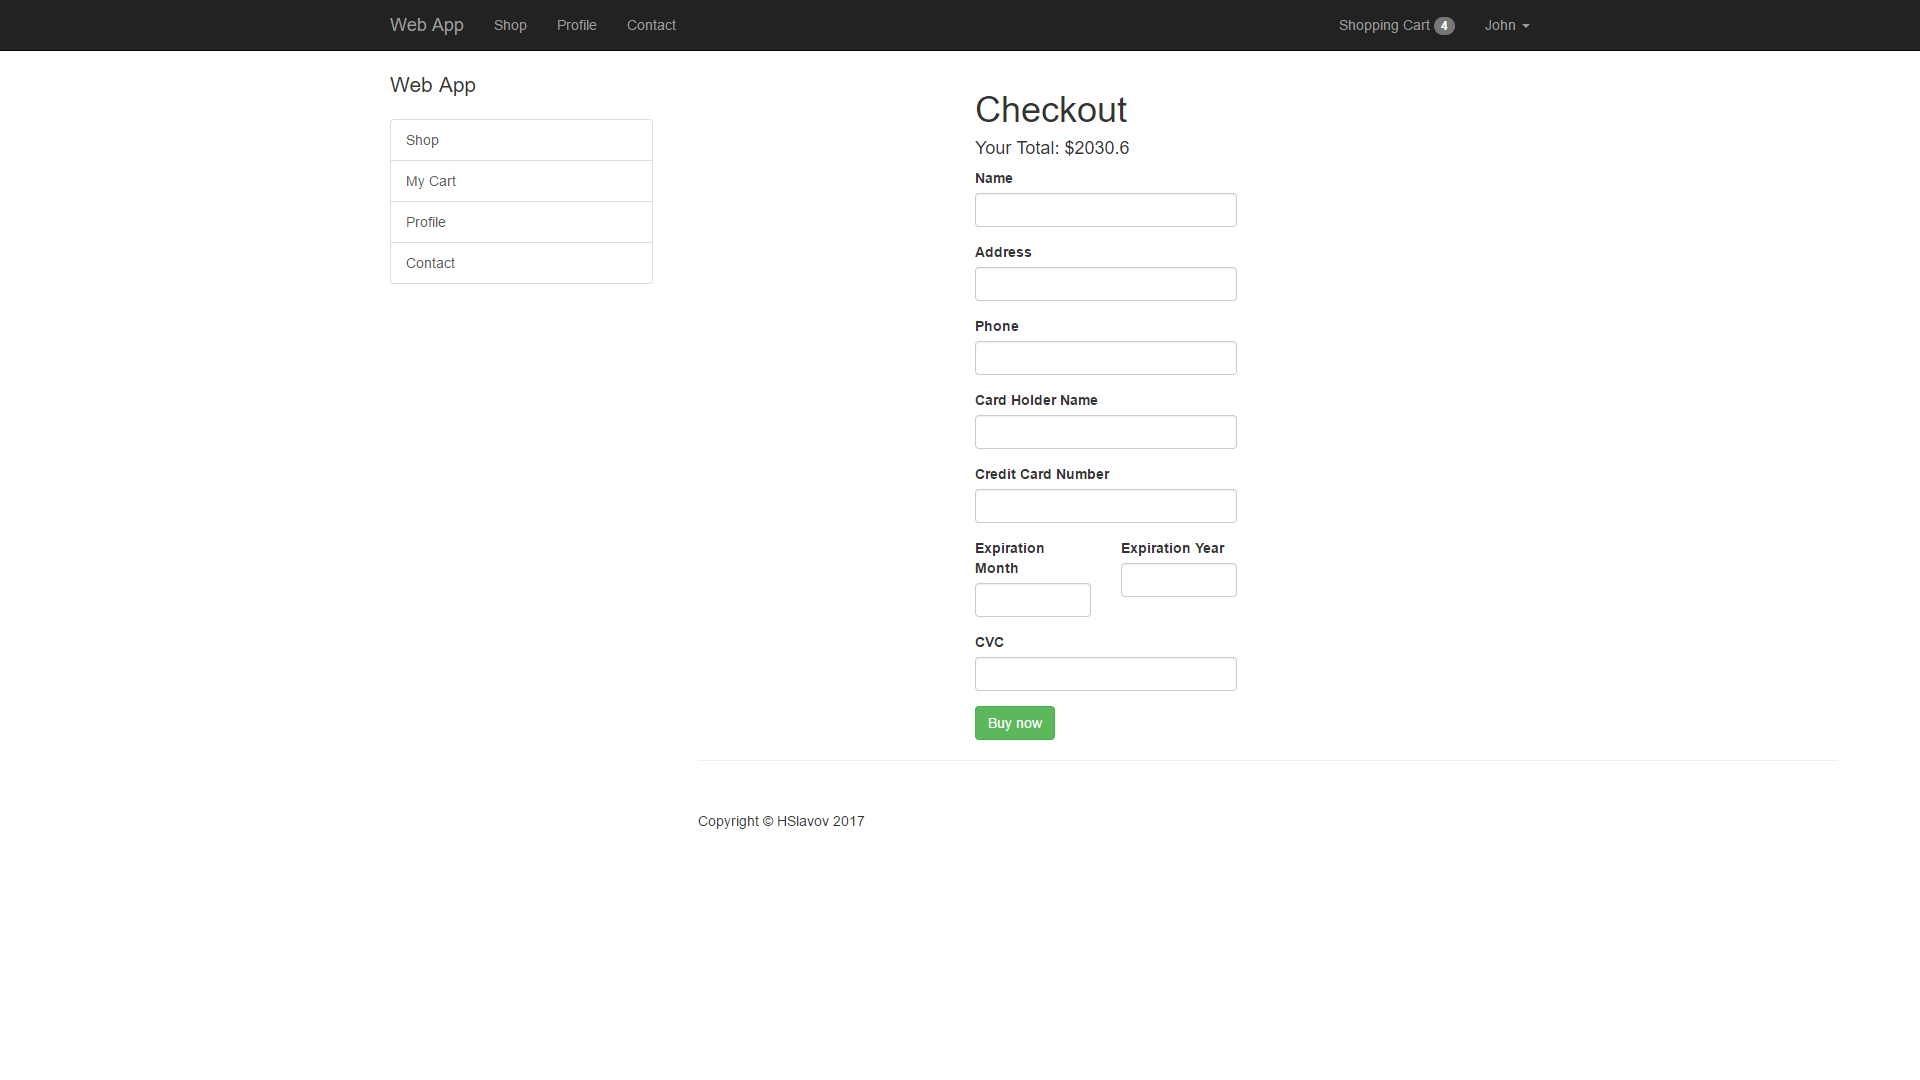 Web App Shop Profile Contact Shopping Cart 4 John
Web App
Shop
My Cart
Profile
Contact
Checkout
Your Total: $2030.6
Name
Address
Phone
Card Holder Name
Credit Card Number
Expiration Month
Expiration Year
CVC
Buy now
Copyright © HSlavov 2017